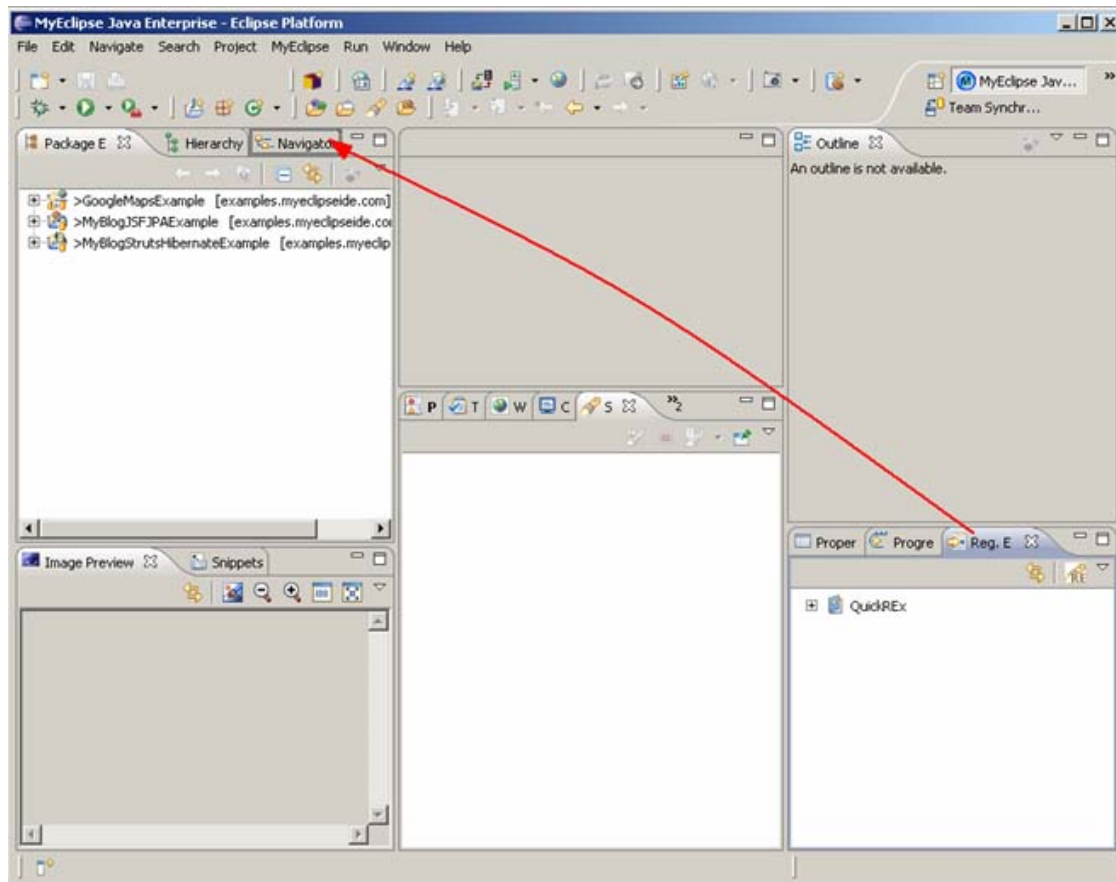 MyEclipse Java Enterprise - Eclipse Platform
File Edit Navigate Search Project MyEclipse Run Window Help
MyEclipse Jav... »
Team Synchr...
Package E Hierarchy Navigato
>GoogleMapsExample [examples.myeclipseide.com]
>MyBlogJSFJPAExample [examples.myeclipseide.co
>MyBlogStrutsHibernateExample [examples.myeclip
Image Preview Snippets
P T W C S »2
Outline
An outline is not available.
Proper Progre Reg. E
RE
QuickREx